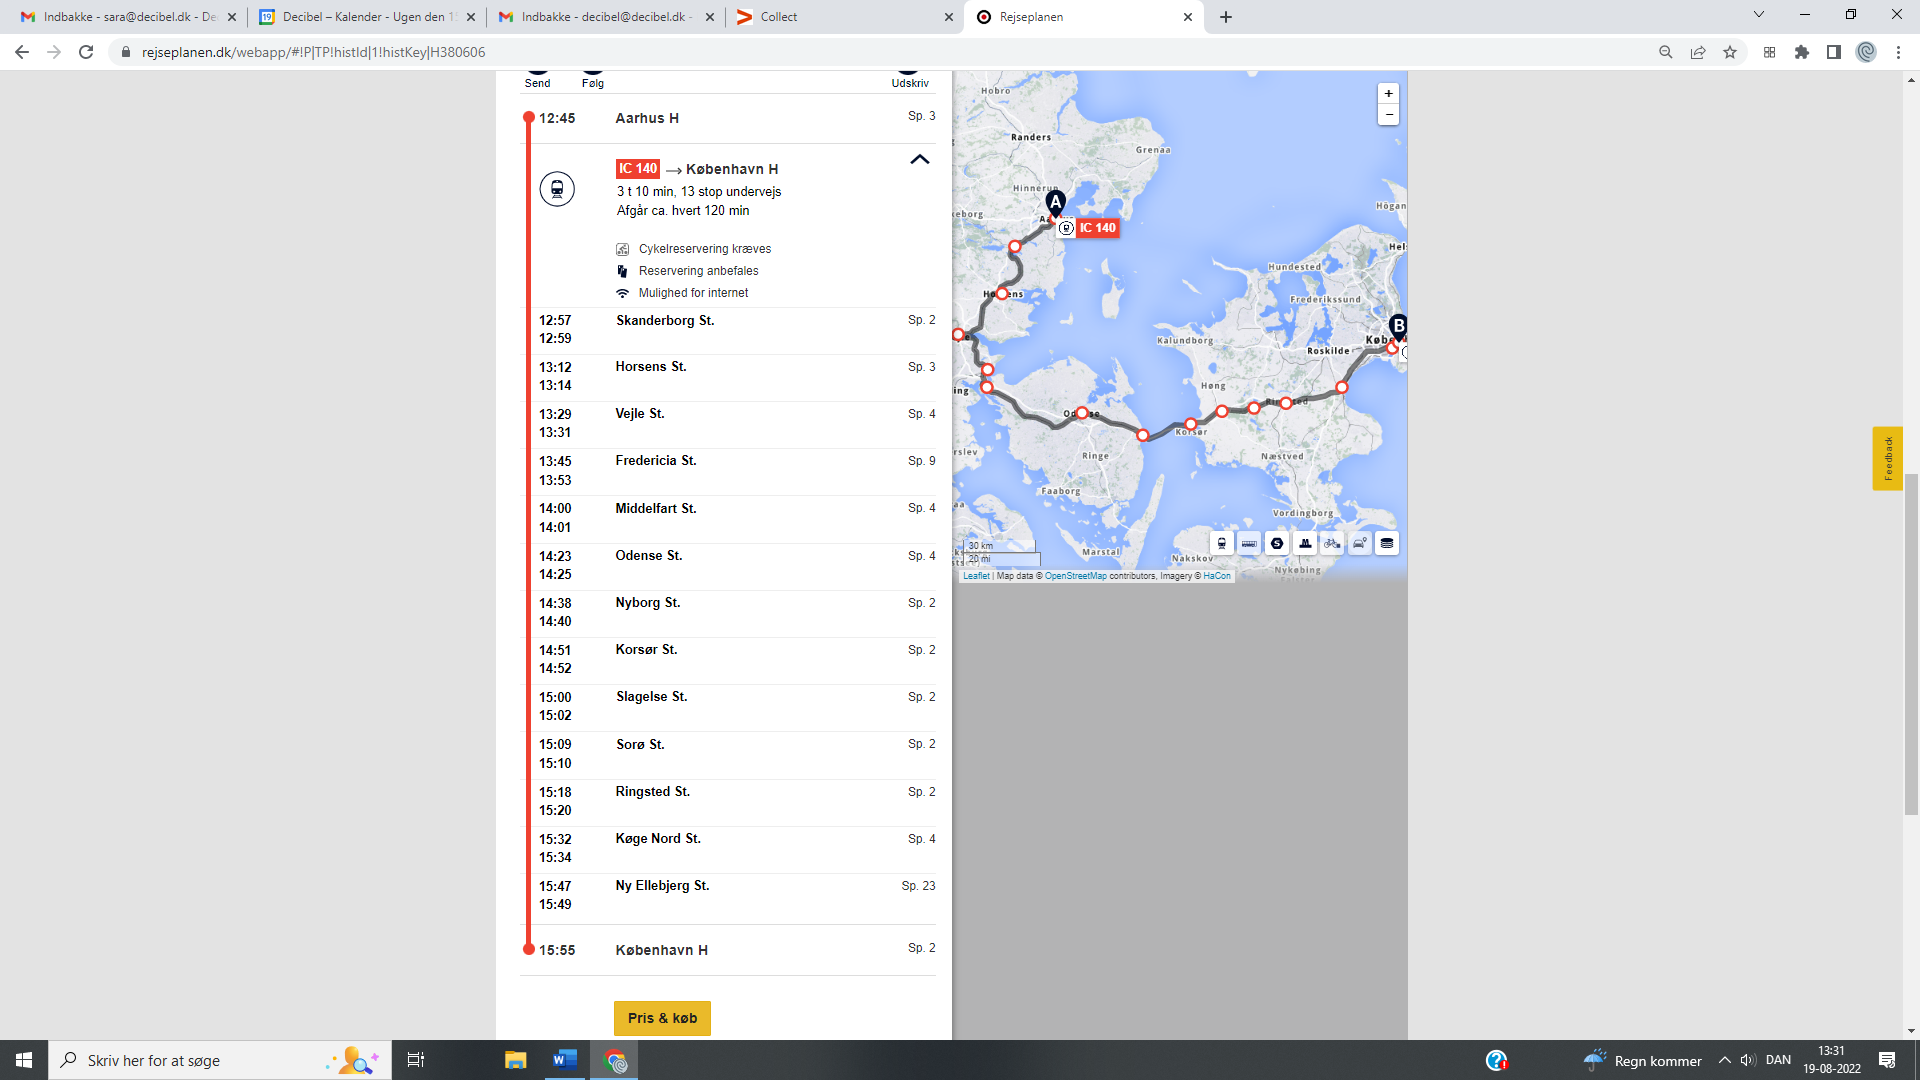 Indbakke - sara@decibel.dk - De
Decibel – Kalender - Ugen den 1
Indbakke - decibel@decibel.dk -
Collect
Rejseplanen
rejseplanen.dk/webapp/#!P|TP!histId|1!histKey|H380606
Send
Følg
Udskriv
12:45 Aarhus H Sp. 3
IC 140 → København H
3 t 10 min, 13 stop undervejs
Afgår ca. hvert 120 min
Cykelreservering kræves
Reservering anbefales
Mulighed for internet
12:57 Skanderborg St. Sp. 2
12:59
13:12 Horsens St. Sp. 3
13:14
13:29 Vejle St. Sp. 4
13:31
13:45 Fredericia St. Sp. 9
13:53
14:00 Middelfart St. Sp. 4
14:01
14:23 Odense St. Sp. 4
14:25
14:38 Nyborg St. Sp. 2
14:40
14:51 Korsør St. Sp. 2
14:52
15:00 Slagelse St. Sp. 2
15:02
15:09 Sorø St. Sp. 2
15:10
15:18 Ringsted St. Sp. 2
15:20
15:32 Køge Nord St. Sp. 4
15:34
15:47 Ny Ellebjerg St. Sp. 23
15:49
15:55 København H Sp. 2
Pris & køb
Hobro
+
−
Randers
Grenaa
Hinnerup
A
IC 140
Högan
Hundested
Frederikssund
B
Kalundborg
Roskilde
Høng
Korsør
Næstved
Ringe
Faaborg
Vordingborg
Marstal
Nakskov
Nykøbing
30 km
20 mi
Leaflet | Map data © OpenStreetMap contributors, Imagery © HaCon
Feedback
Skriv her for at søge
Regn kommer
DAN
13:31
19-08-2022